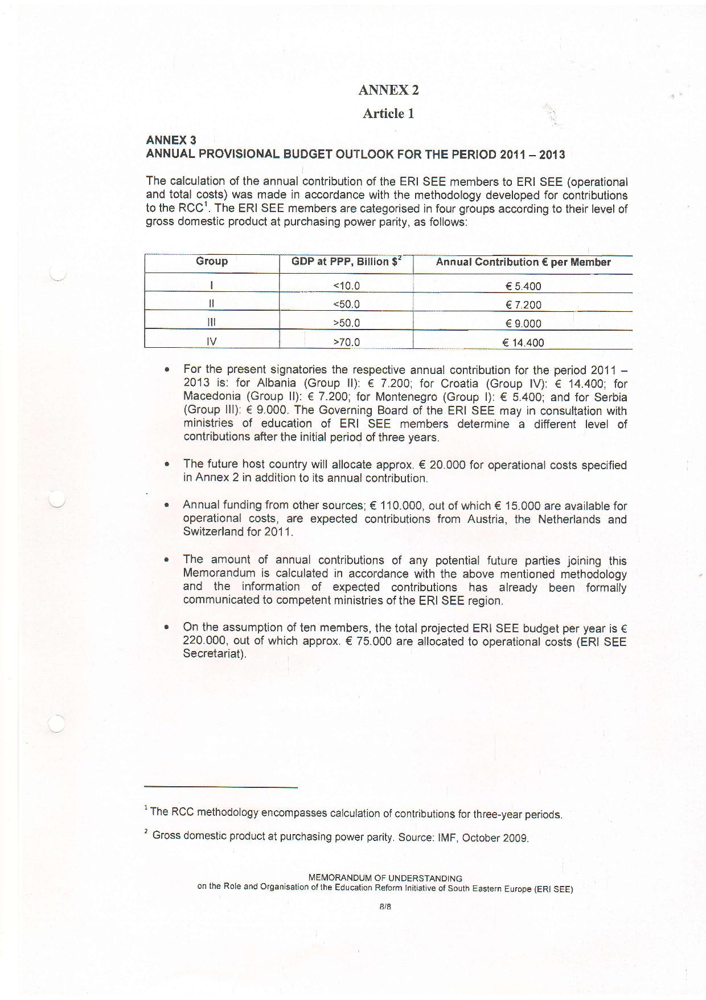 ANNEX 2
Article 1
ANNEX 3
ANNUAL PROVISIONAL BUDGET OUTLOOK FOR THE PERIOD 2011 – 2013
The calculation of the annual contribution of the ERI SEE members to ERI SEE (operational
and total costs) was made in accordance with the methodology developed for contributions
to the RCC¹. The ERI SEE members are categorised in four groups according to their level of
gross domestic product at purchasing power parity, as follows:
Group GDP at PPP, Billion $² Annual Contribution € per Member
I <10.0 € 5.400
II <50.0 € 7.200
III >50.0 € 9.000
IV >70.0 € 14.400
• For the present signatories the respective annual contribution for the period 2011 –
2013 is: for Albania (Group II): € 7.200; for Croatia (Group IV): € 14.400; for
Macedonia (Group II): € 7.200; for Montenegro (Group I): € 5.400; and for Serbia
(Group III): € 9.000. The Governing Board of the ERI SEE may in consultation with
ministries of education of ERI SEE members determine a different level of
contributions after the initial period of three years.
• The future host country will allocate approx. € 20.000 for operational costs specified
in Annex 2 in addition to its annual contribution.
• Annual funding from other sources; € 110.000, out of which € 15.000 are available for
operational costs, are expected contributions from Austria, the Netherlands and
Switzerland for 2011.
• The amount of annual contributions of any potential future parties joining this
Memorandum is calculated in accordance with the above mentioned methodology
and the information of expected contributions has already been formally
communicated to competent ministries of the ERI SEE region.
• On the assumption of ten members, the total projected ERI SEE budget per year is €
220.000, out of which approx. € 75.000 are allocated to operational costs (ERI SEE
Secretariat).
¹ The RCC methodology encompasses calculation of contributions for three-year periods.
² Gross domestic product at purchasing power parity. Source: IMF, October 2009.
MEMORANDUM OF UNDERSTANDING
on the Role and Organisation of the Education Reform Initiative of South Eastern Europe (ERI SEE)
8/8